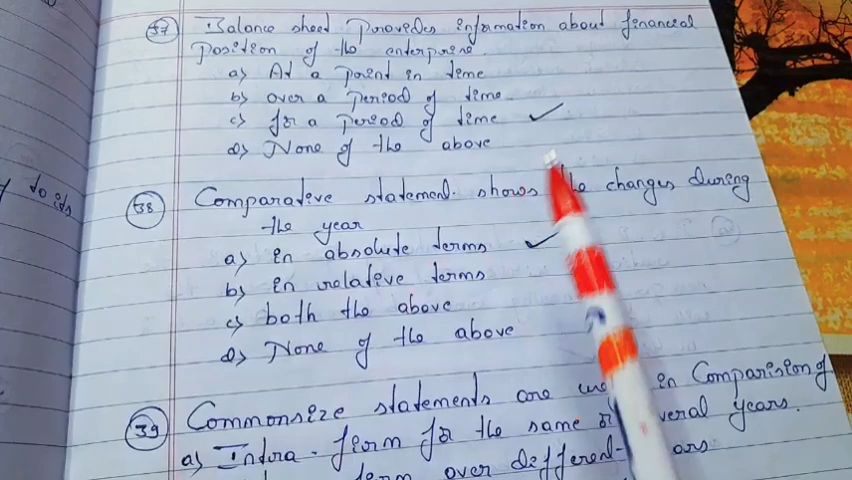 37) Balance sheet Provides information about financial
Position of the enterprise
a) At a point in time
b) over a period of time
c) for a period of time ✓
d) None of the above
to its
38) Comparative statement shows the changes during
the year
a) in absolute terms ✓
b) in relative terms
c) both the above
d) None of the above
39) Commonsize statements are in Comparision of
a) Intra-firm for the same years.
over different